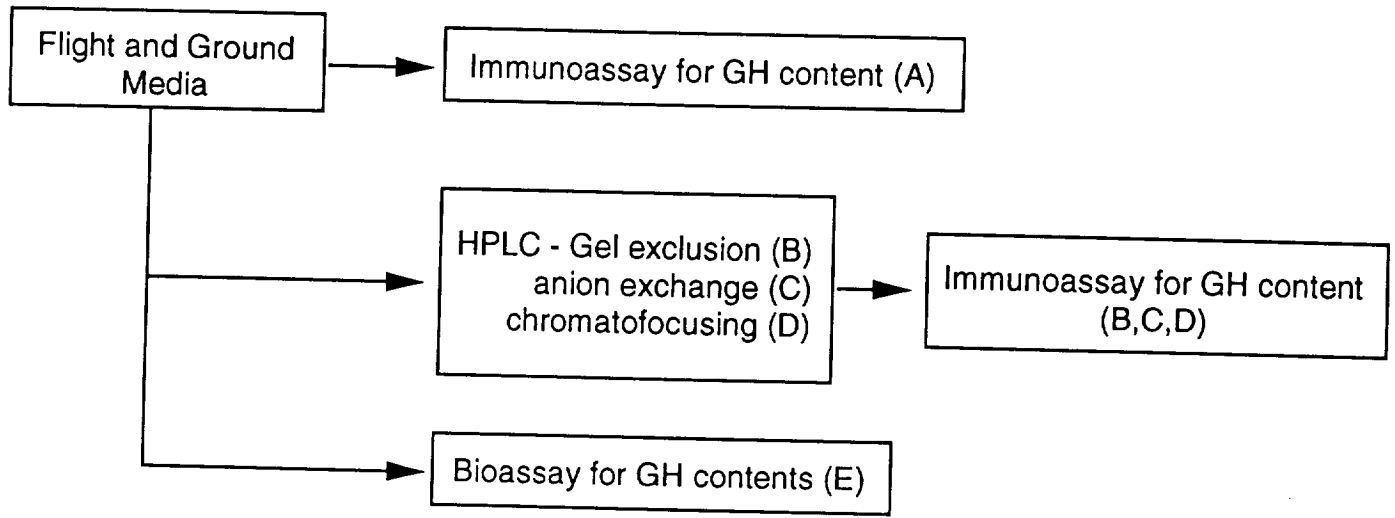 Flight and Ground
Media
Immunoassay for GH content (A)
HPLC - Gel exclusion (B)
anion exchange (C)
chromatofocusing (D)
Immunoassay for GH content
(B,C,D)
Bioassay for GH contents (E)